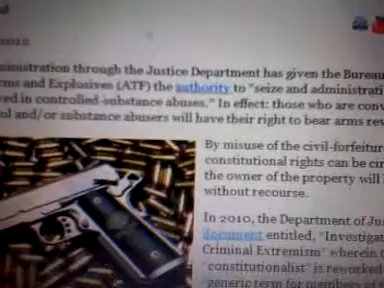 ministration through the Justice Department has given the Bureau
rms and Explosives (ATF) the authority to "seize and administrati
ved in controlled-substance abuses." In effect: those who are conv
ol and/or substance abusers will have their right to bear arms rev
By misuse of the civil-forfeitur
constitutional rights can be cir
the owner of the property will l
without recourse.
In 2010, the Department of Jus
document entitled, "Investigat
Criminal Extremism" wherein t
"constitutionalist" is reworked
generic term for members of